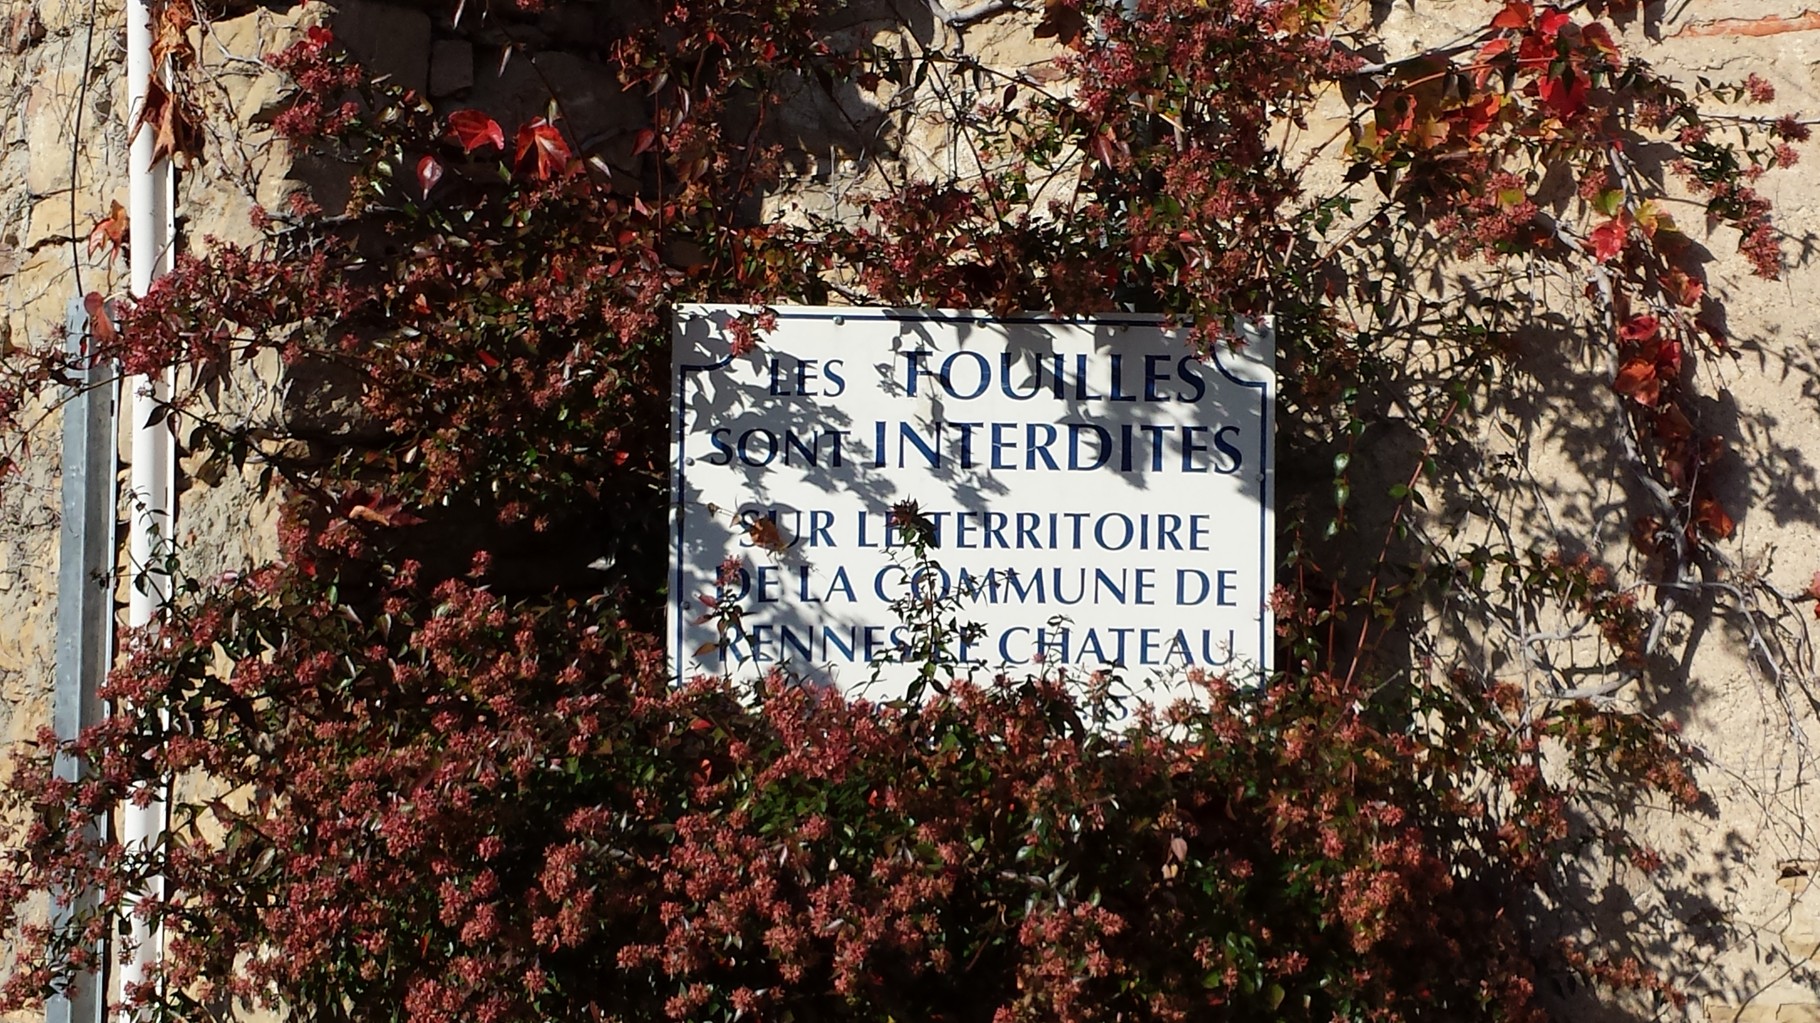 LES FOUILLES
SONT INTERDITES
SUR LE TERRITOIRE
DE LA COMMUNE DE
RENNES LE CHATEAU